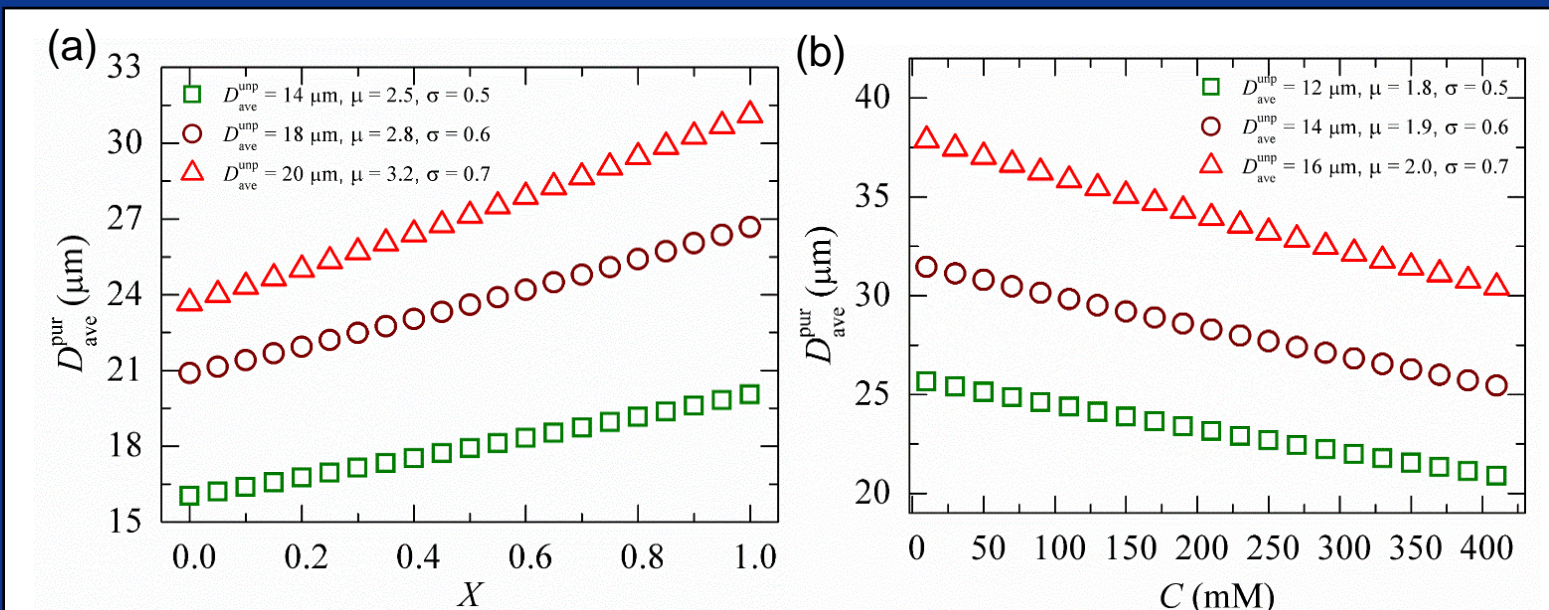 (a)
33
30
27
24
21
18
15
D_ave^pur (μm)
D_ave^unp = 14 μm, μ = 2.5, σ = 0.5
D_ave^unp = 18 μm, μ = 2.8, σ = 0.6
D_ave^unp = 20 μm, μ = 3.2, σ = 0.7
0.0 0.2 0.4 0.6 0.8 1.0
X
(b)
40
35
30
25
20
D_ave^pur (μm)
D_ave^unp = 12 μm, μ = 1.8, σ = 0.5
D_ave^unp = 14 μm, μ = 1.9, σ = 0.6
D_ave^unp = 16 μm, μ = 2.0, σ = 0.7
0 50 100 150 200 250 300 350 400
C (mM)